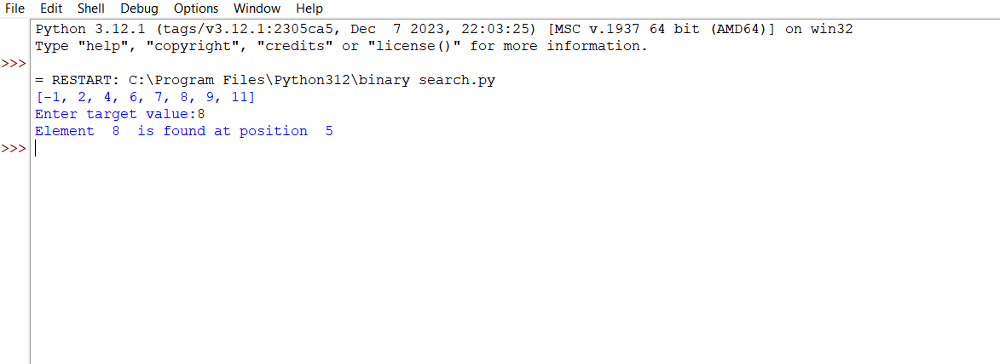 File Edit Shell Debug Options Window Help
Python 3.12.1 (tags/v3.12.1:2305ca5, Dec  7 2023, 22:03:25) [MSC v.1937 64 bit (AMD64)] on win32
Type "help", "copyright", "credits" or "license()" for more information.
>>>
= RESTART: C:\Program Files\Python312\binary search.py
[-1, 2, 4, 6, 7, 8, 9, 11]
Enter target value:8
Element  8  is found at position  5
>>>